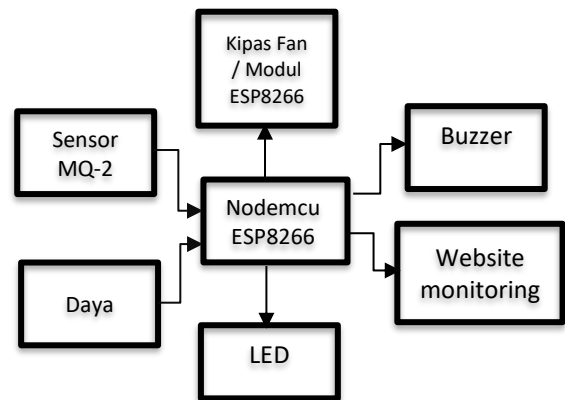 Kipas Fan
/ Modul
ESP8266
Sensor
MQ-2
Buzzer
Nodemcu
ESP8266
Website
monitoring
Daya
LED